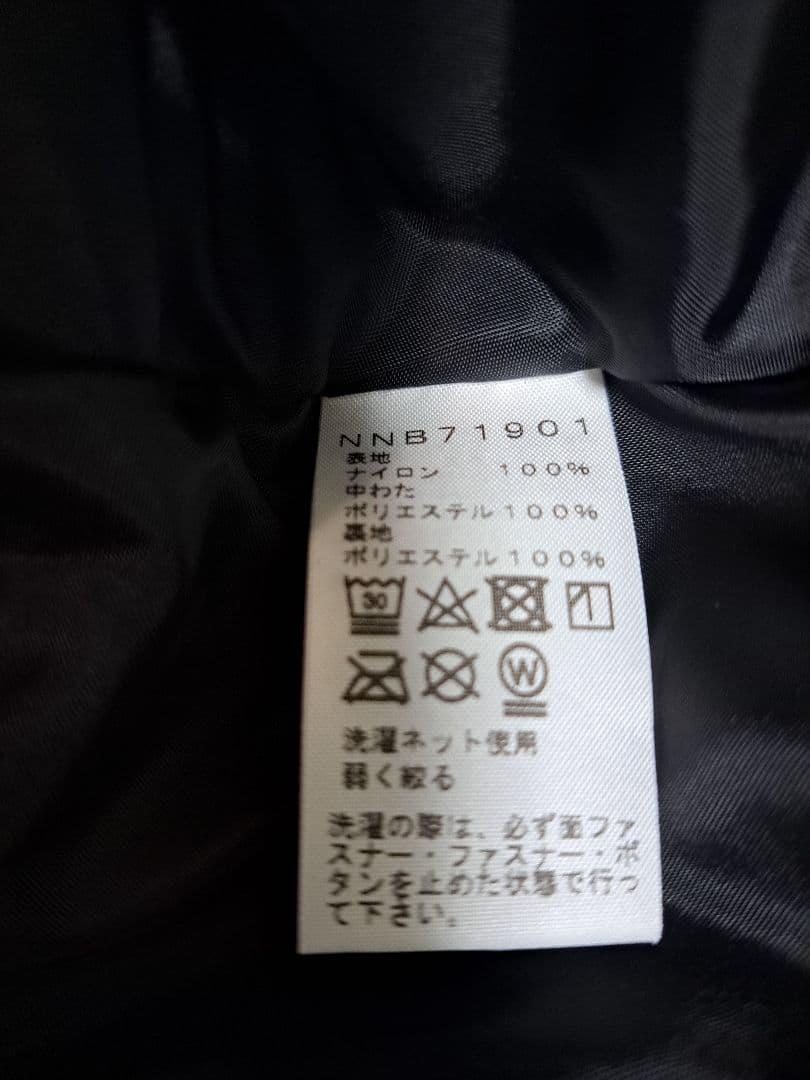 NNB71901
表地
ナイロン 100%
中わた
ポリエステル100%
裏地
ポリエステル100%
30
W
洗濯ネット使用
弱く絞る
洗濯の際は、必ず面ファ
スナー・ファスナー・ボ
タンを止めた状態で行っ
て下さい。